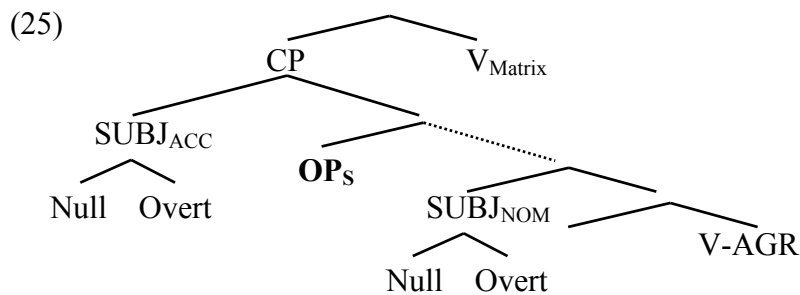 (25)
CP V_Matrix
SUBJ_ACC
OP_S
Null Overt SUBJ_NOM
V-AGR
Null Overt